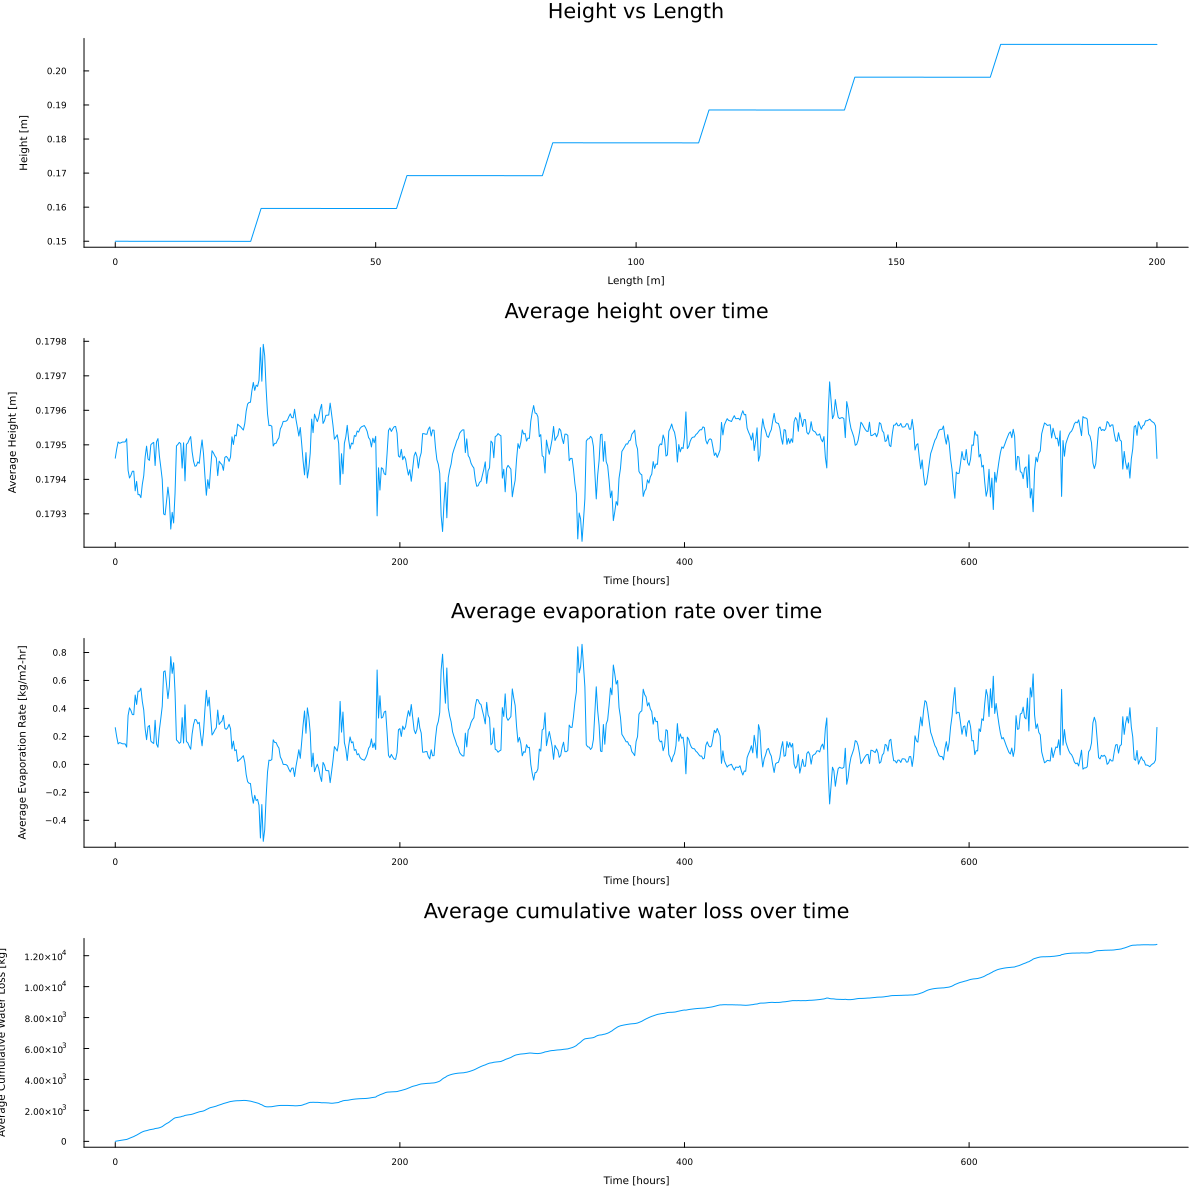 Height vs Length
Height [m]
0.20
0.19
0.18
0.17
0.16
0.15
0 50 100 150 200
Length [m]
Average height over time
Average Height [m]
0.1798
0.1797
0.1796
0.1795
0.1794
0.1793
0 200 400 600
Time [hours]
Average evaporation rate over time
Average Evaporation Rate [kg/m2-hr]
0.8
0.6
0.4
0.2
0.0
−0.2
−0.4
0 200 400 600
Time [hours]
Average cumulative water loss over time
Average Cumulative Water Loss [kg]
1.20×10⁴
1.00×10⁴
8.00×10³
6.00×10³
4.00×10³
2.00×10³
0
0 200 400 600
Time [hours]